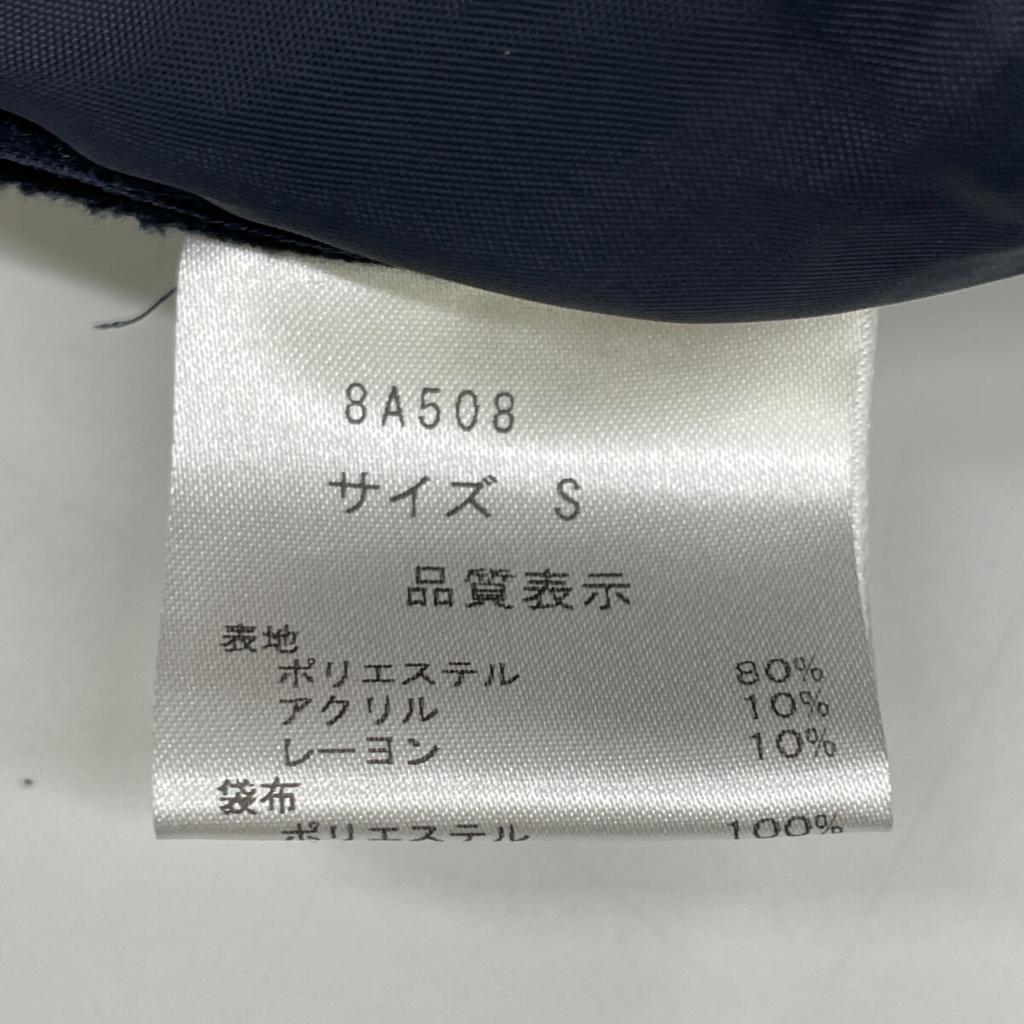 8A508
サイズ S
品質表示
表地
ポリエステル 80%
アクリル 10%
レーヨン 10%
袋布
ポリエステル 100%